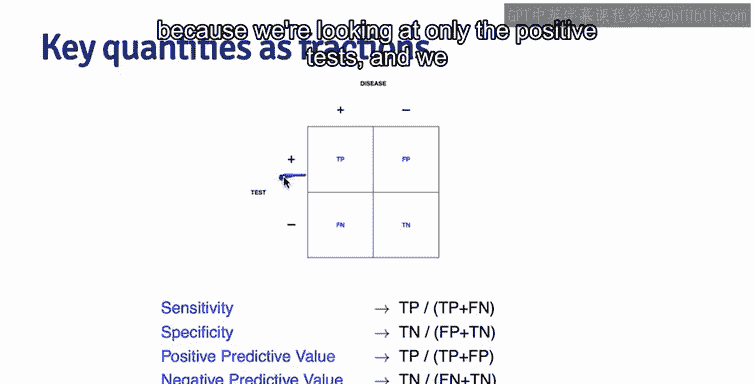 because we're looking at only the positive
tests, and we
Key quantities as fractions
DISEASE
+ −
+ TP FP
TEST
− FN TN
Sensitivity → TP / (TP+FN)
Specificity → TN / (FP+TN)
Positive Predictive Value → TP / (TP+FP)
Negative Predictive Value → TN / (FN+TN)